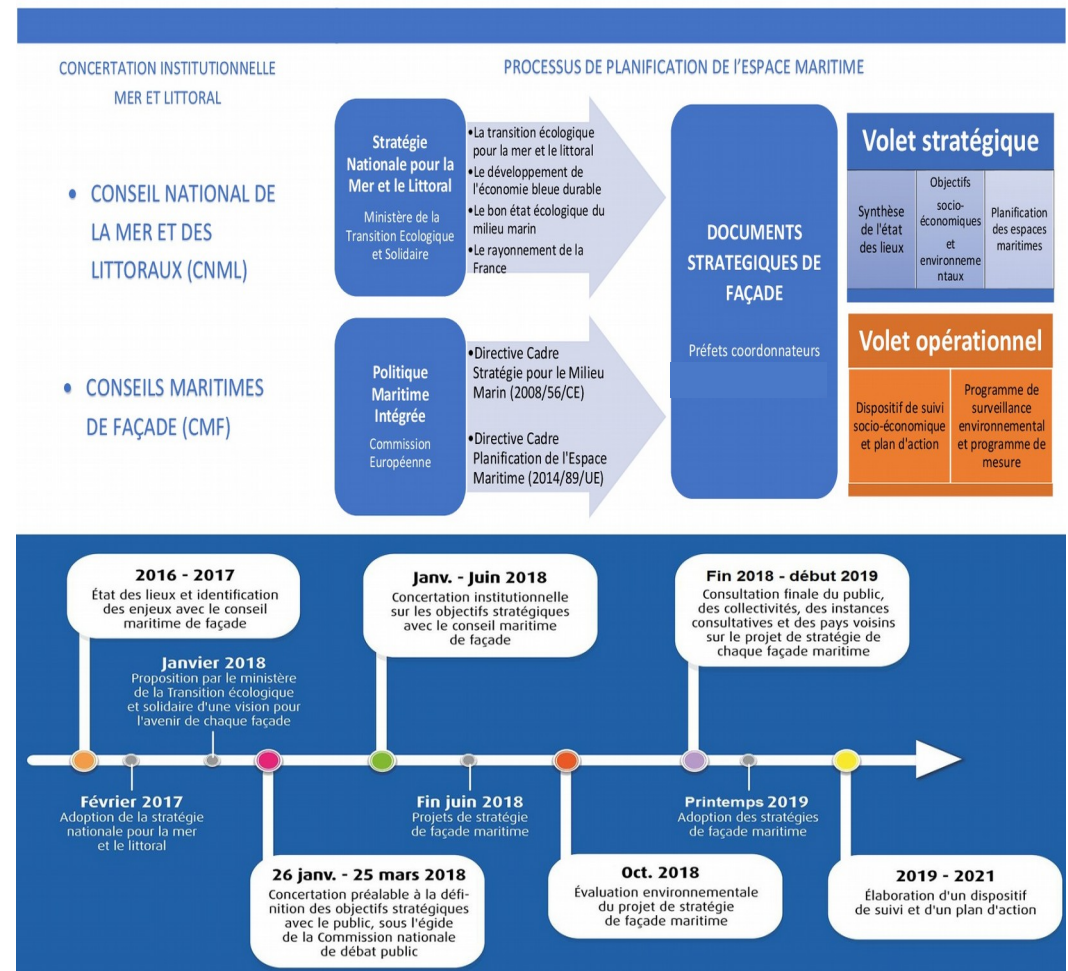 CONCERTATION INSTITUTIONNELLE
MER ET LITTORAL
• CONSEIL NATIONAL DE
LA MER ET DES
LITTORAUX (CNML)
• CONSEILS MARITIMES
DE FAÇADE (CMF)
PROCESSUS DE PLANIFICATION DE l'ESPACE MARITIME
Stratégie
Nationale pour la
Mer et le Littoral
Ministère de la
Transition Ecologique
et Solidaire
•La transition écologique
pour la mer et le littoral
•Le développement de
l'économie bleue durable
•Le bon état écologique du
milieu marin
•Le rayonnement de la
France
Politique
Maritime
Intégrée
Commission
Européenne
•Directive Cadre
Stratégie pour le Milieu
Marin (2008/56/CE)
•Directive Cadre
Planification de l'Espace
Maritime (2014/89/UE)
DOCUMENTS
STRATEGIQUES DE
FAÇADE
Préfets coordonnateurs
Volet stratégique
Synthèse
de l'état
des lieux
Objectifs
socio-
économiques
et
environneme
ntaux
Planification
des espaces
maritimes
Volet opérationnel
Dispositif de suivi
socio-économique
et plan d'action
Programme de
surveillance
environnemental
et programme de
mesure
2016 - 2017
État des lieux et identification
des enjeux avec le conseil
maritime de façade
Janvier 2018
Proposition par le ministère
de la Transition écologique
et solidaire d'une vision pour
l'avenir de chaque façade
Janv. - Juin 2018
Concertation institutionnelle
sur les objectifs stratégiques
avec le conseil maritime
de façade
Fin 2018 - début 2019
Consultation finale du public,
des collectivités, des instances
consultatives et des pays voisins
sur le projet de stratégie de
chaque façade maritime
Février 2017
Adoption de la stratégie
nationale pour la mer
et le littoral
26 janv. - 25 mars 2018
Concertation préalable à la défi-
nition des objectifs stratégiques
avec le public, sous l'égide
de la Commission nationale
de débat public
Fin juin 2018
Projets de stratégie
de façade maritime
Oct. 2018
Évaluation environnementale
du projet de stratégie
de façade maritime
Printemps 2019
Adoption des stratégies
de façade maritime
2019 - 2021
Élaboration d'un dispositif
de suivi et d'un plan d'action